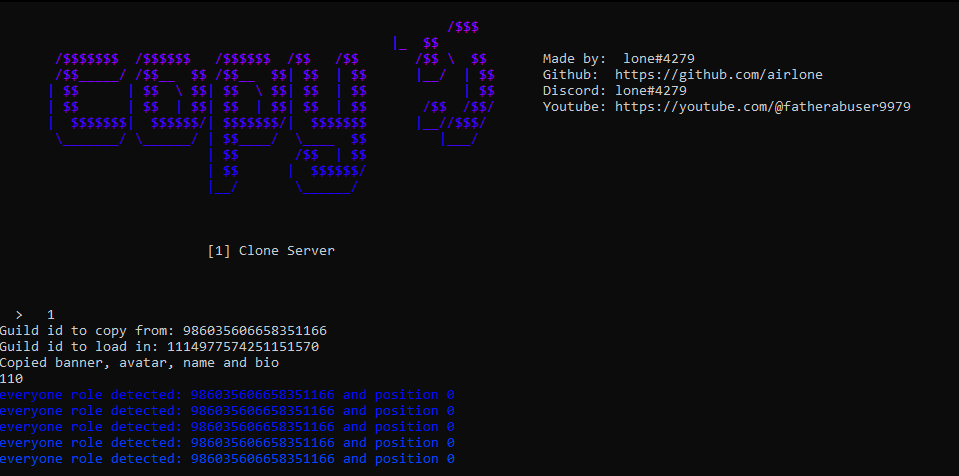 copy
Made by:  lone#4279
Github:  https://github.com/airlone
Discord: lone#4279
Youtube: https://youtube.com/@fatherabuser9979
[1] Clone Server
>   1
Guild id to copy from: 986035606658351166
Guild id to load in: 1114977574251151570
Copied banner, avatar, name and bio
110
everyone role detected: 986035606658351166 and position 0
everyone role detected: 986035606658351166 and position 0
everyone role detected: 986035606658351166 and position 0
everyone role detected: 986035606658351166 and position 0
everyone role detected: 986035606658351166 and position 0